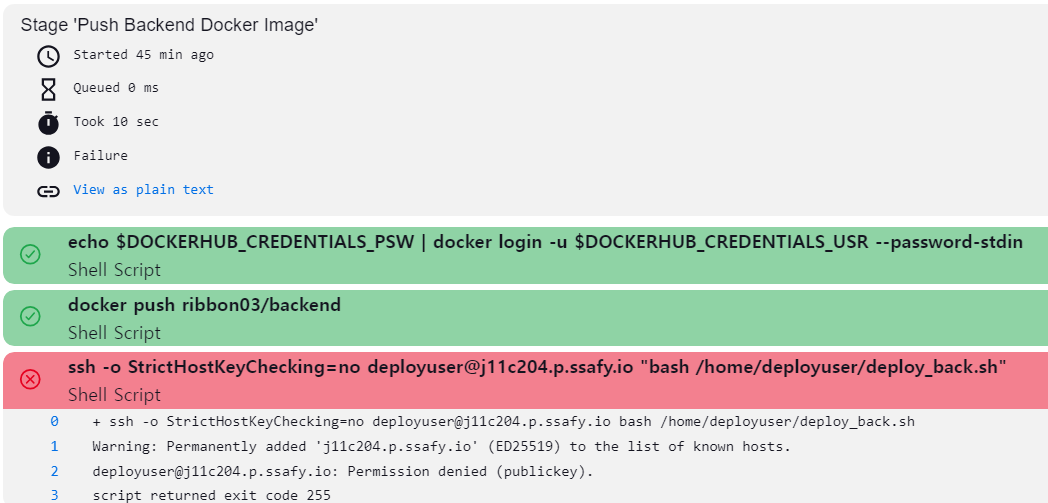 Stage 'Push Backend Docker Image'
Started 45 min ago
Queued 0 ms
Took 10 sec
Failure
View as plain text
echo $DOCKERHUB_CREDENTIALS_PSW | docker login -u $DOCKERHUB_CREDENTIALS_USR --password-stdin
Shell Script
docker push ribbon03/backend
Shell Script
ssh -o StrictHostKeyChecking=no deployuser@j11c204.p.ssafy.io "bash /home/deployuser/deploy_back.sh"
Shell Script
0 + ssh -o StrictHostKeyChecking=no deployuser@j11c204.p.ssafy.io bash /home/deployuser/deploy_back.sh
1 Warning: Permanently added 'j11c204.p.ssafy.io' (ED25519) to the list of known hosts.
2 deployuser@j11c204.p.ssafy.io: Permission denied (publickey).
3 script returned exit code 255